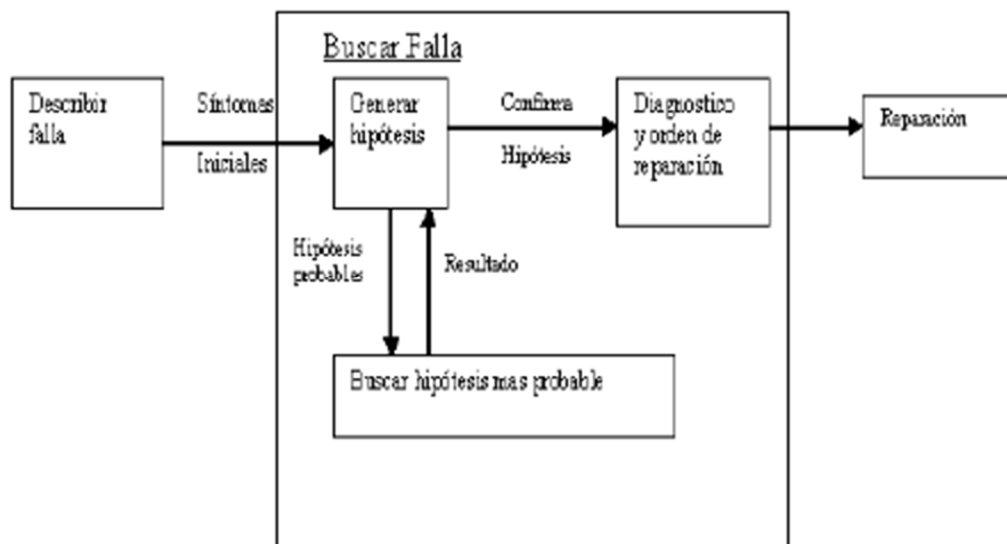 Buscar Falla
Describir
falla
Síntomas
Iniciales
Generar
hipótesis
Confirma
Hipótesis
Diagnostico
y orden de
reparación
Reparación
Hipótesis
probables
Resultado
Buscar hipótesis mas probable